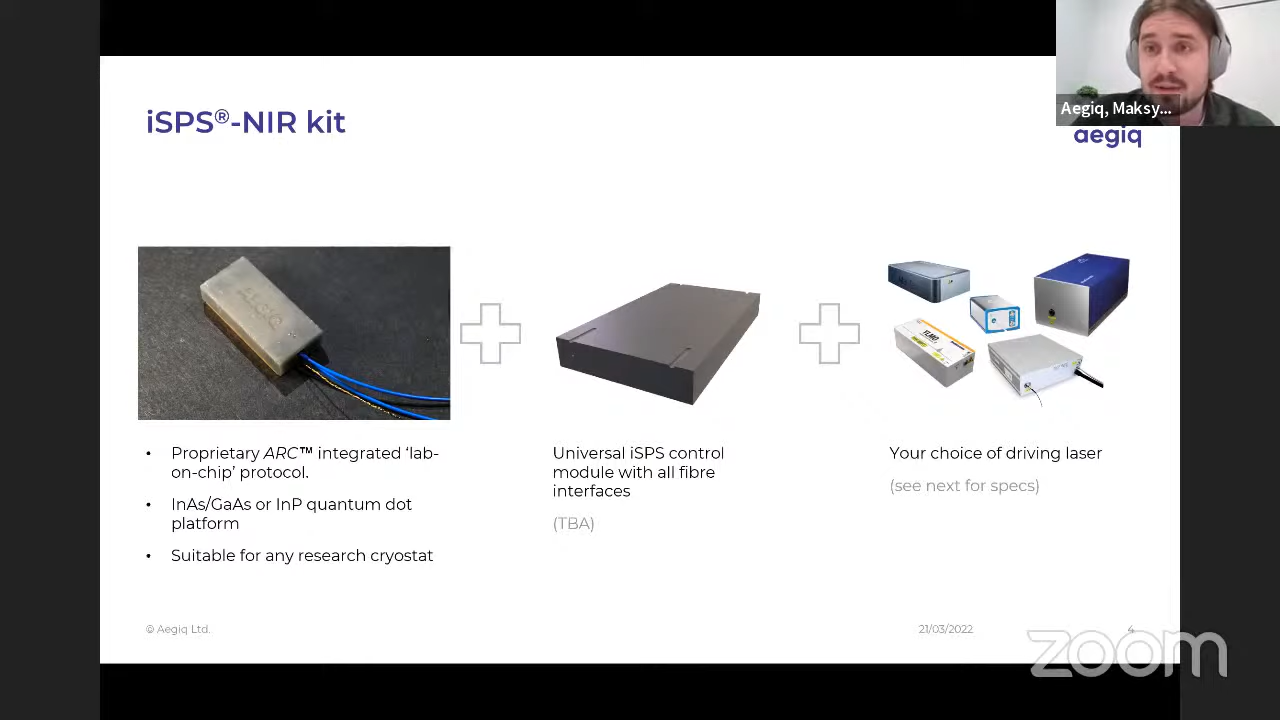 Aegiq, Maksy...
aegiq
iSPS®-NIR kit
• Proprietary ARC™ integrated ‘lab-
on-chip’ protocol.
• InAs/GaAs or InP quantum dot
platform
• Suitable for any research cryostat
Universal iSPS control
module with all fibre
interfaces
(TBA)
Your choice of driving laser
(see next for specs)
© Aegiq Ltd.
21/03/2022
4
zoom